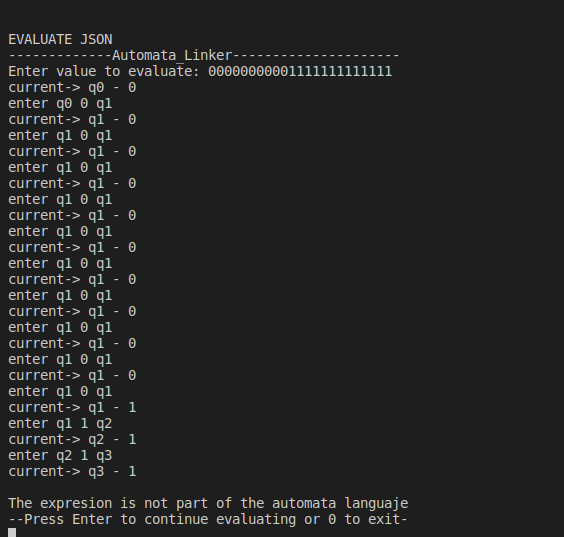 EVALUATE JSON
-------------Automata_Linker---------------------
Enter value to evaluate: 00000000001111111111111
current-> q0 - 0
enter q0 0 q1
current-> q1 - 0
enter q1 0 q1
current-> q1 - 0
enter q1 0 q1
current-> q1 - 0
enter q1 0 q1
current-> q1 - 0
enter q1 0 q1
current-> q1 - 0
enter q1 0 q1
current-> q1 - 0
enter q1 0 q1
current-> q1 - 0
enter q1 0 q1
current-> q1 - 0
enter q1 0 q1
current-> q1 - 0
enter q1 0 q1
current-> q1 - 1
enter q1 1 q2
current-> q2 - 1
enter q2 1 q3
current-> q3 - 1
The expresion is not part of the automata languaje
--Press Enter to continue evaluating or 0 to exit-